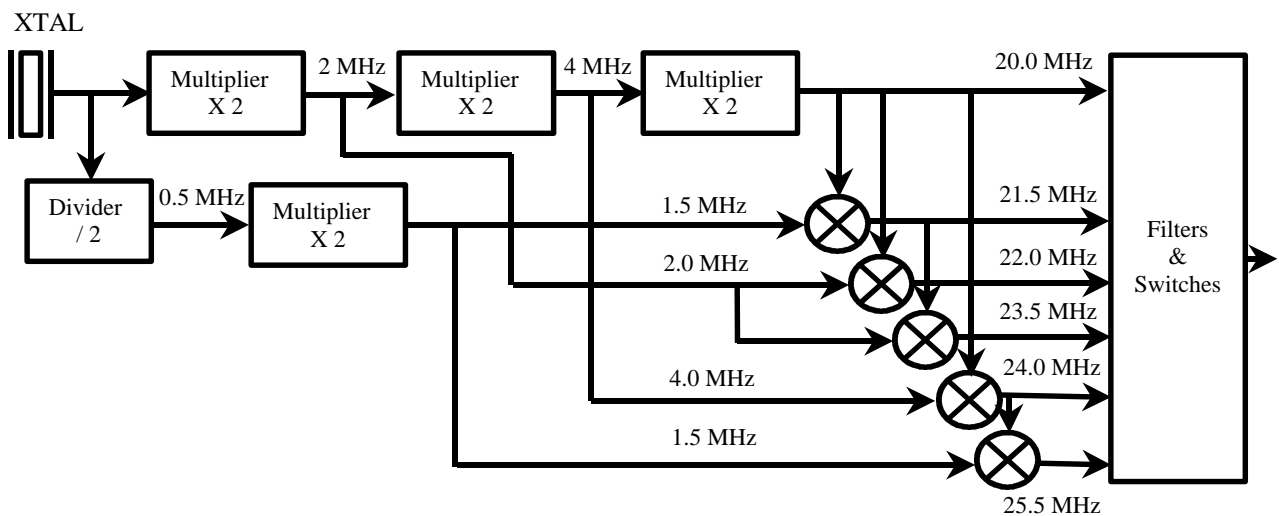 XTAL
Multiplier
X 2
2 MHz
Multiplier
X 2
4 MHz
Multiplier
X 2
20.0 MHz
Divider
/ 2
0.5 MHz
Multiplier
X 2
1.5 MHz
21.5 MHz
2.0 MHz
22.0 MHz
23.5 MHz
4.0 MHz
24.0 MHz
1.5 MHz
25.5 MHz
Filters
&
Switches